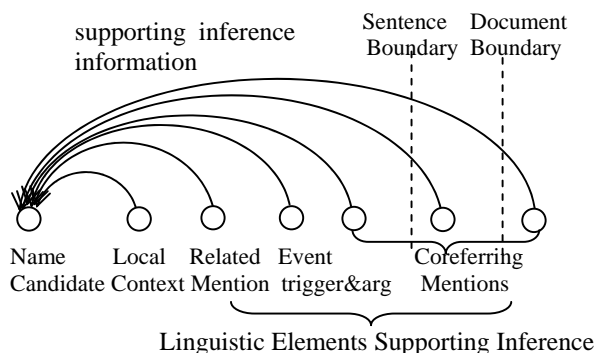 supporting inference
information
Sentence
Boundary
Document
Boundary
Name
Candidate
Local
Context
Related
Mention
Event
trigger&arg
Coreferring
Mentions
Linguistic Elements Supporting Inference